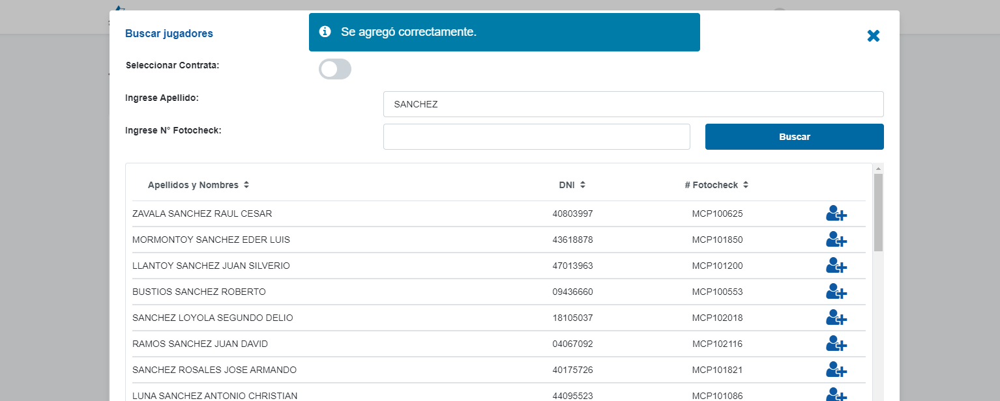 Buscar jugadores
Se agregó correctamente.
Seleccionar Contrata:
Ingrese Apellido:
SANCHEZ
Ingrese N° Fotocheck:
Buscar
Apellidos y Nombres DNI # Fotocheck
ZAVALA SANCHEZ RAUL CESAR 40803997 MCP100625
MORMONTOY SANCHEZ EDER LUIS 43618878 MCP101850
LLANTOY SANCHEZ JUAN SILVERIO 47013963 MCP101200
BUSTIOS SANCHEZ ROBERTO 09436660 MCP100553
SANCHEZ LOYOLA SEGUNDO DELIO 18105037 MCP102018
RAMOS SANCHEZ JUAN DAVID 04067092 MCP102116
SANCHEZ ROSALES JOSE ARMANDO 40175726 MCP101821
LUNA SANCHEZ ANTONIO CHRISTIAN 44095523 MCP101086